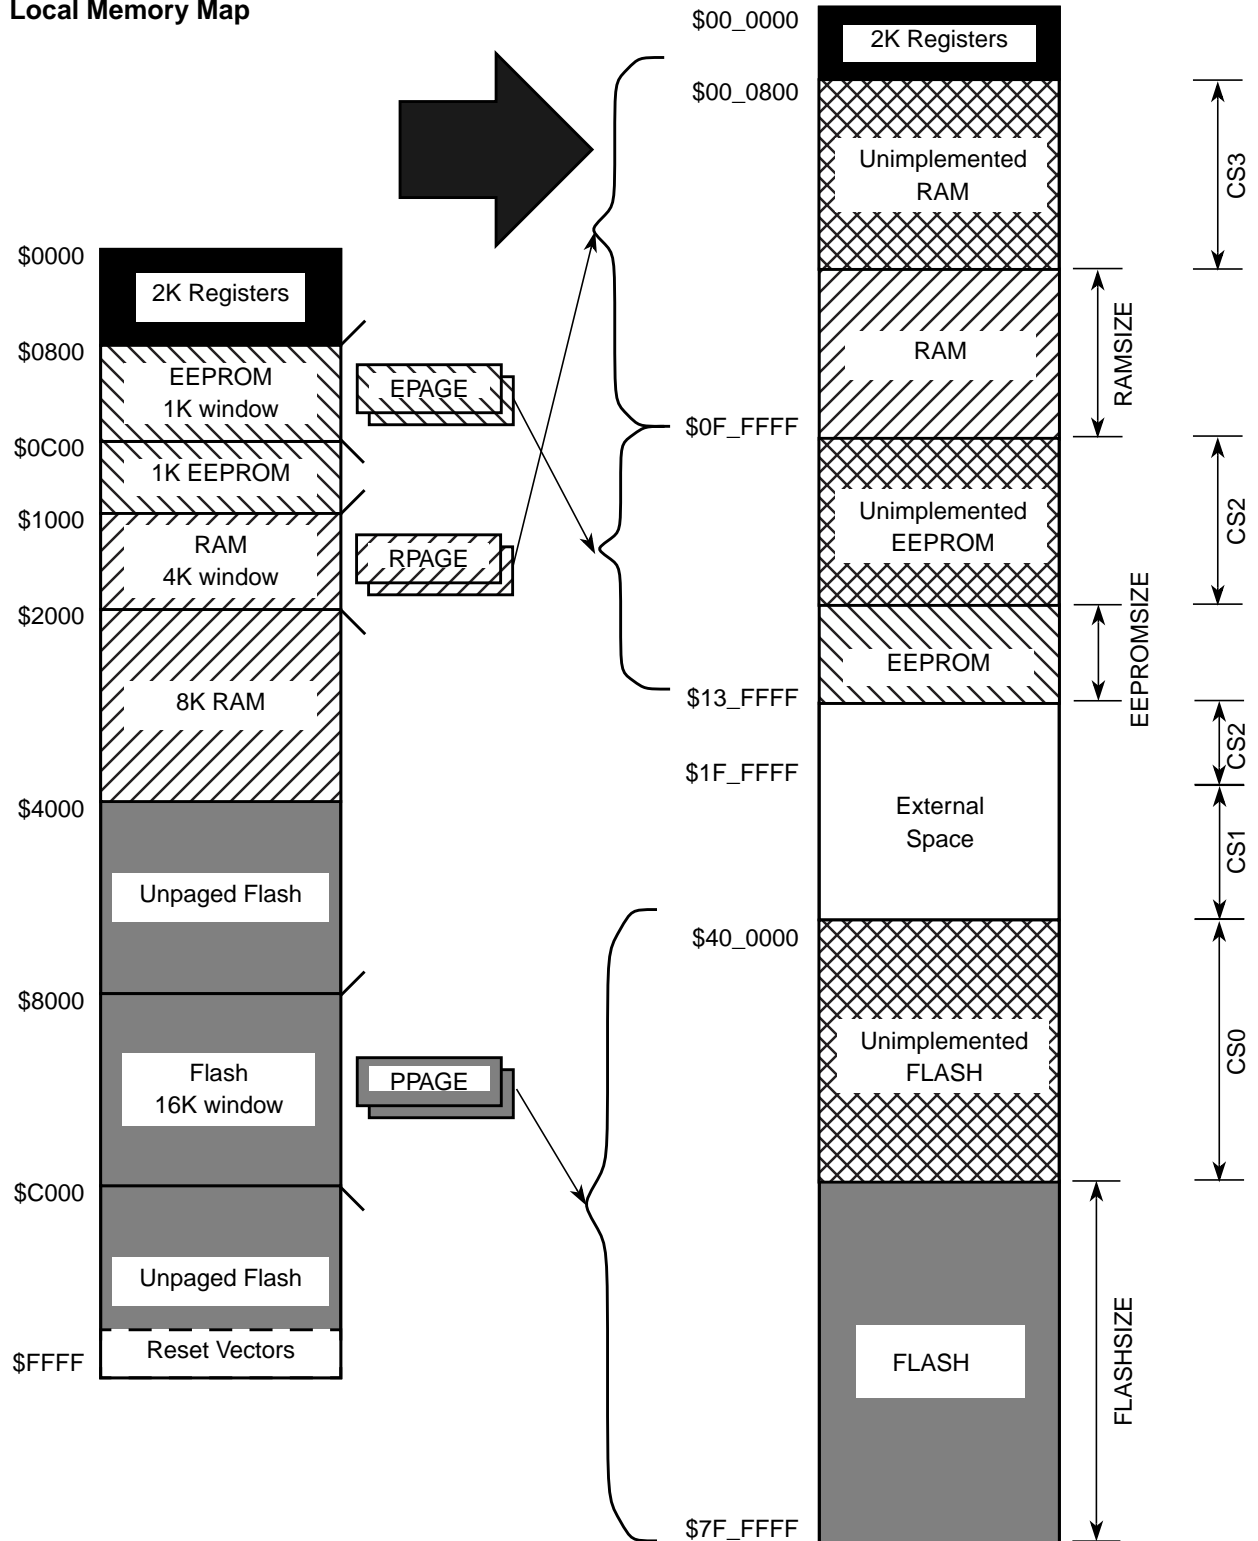 Local Memory Map
$0000
2K Registers
$0800
EEPROM
1K window
EPAGE
$0C00
1K EEPROM
$1000
RAM
4K window
RPAGE
$2000
8K RAM
$4000
Unpaged Flash
$8000
Flash
16K window
PPAGE
$C000
Unpaged Flash
Reset Vectors
$FFFF
$00_0000
2K Registers
$00_0800
Unimplemented
RAM
CS3
RAM
RAMSIZE
$0F_FFFF
Unimplemented
EEPROM
CS2
EEPROM
EEPROMSIZE
$13_FFFF
CS2
$1F_FFFF
External
Space
CS1
$40_0000
Unimplemented
FLASH
CS0
FLASH
FLASHSIZE
$7F_FFFF